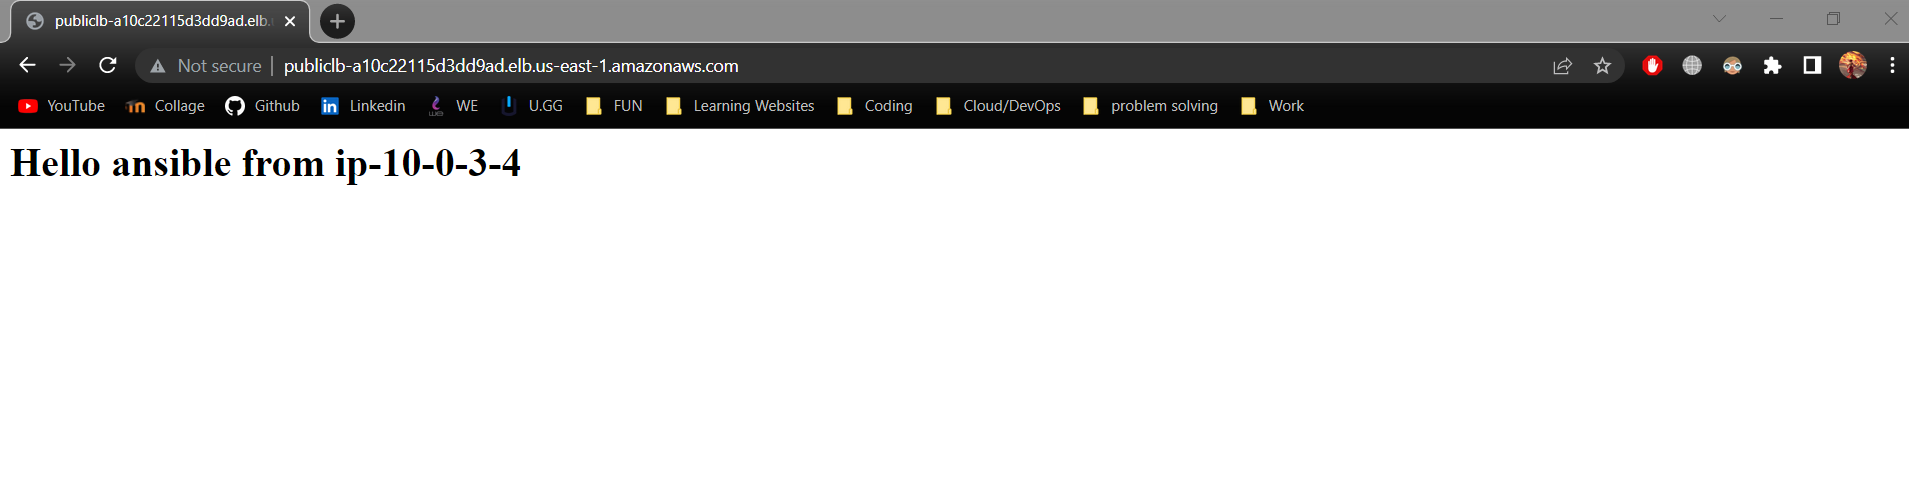 publiclb-a10c22115d3dd9ad.elb.
Not secure publiclb-a10c22115d3dd9ad.elb.us-east-1.amazonaws.com
YouTube Collage Github Linkedin WE U.GG FUN Learning Websites Coding Cloud/DevOps problem solving Work
Hello ansible from ip-10-0-3-4